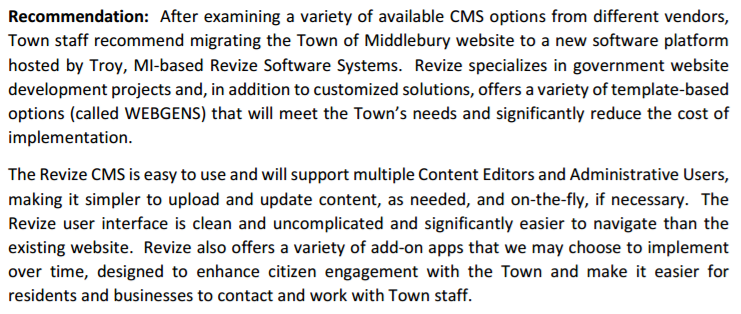 Recommendation: After examining a variety of available CMS options from different vendors,
Town staff recommend migrating the Town of Middlebury website to a new software platform
hosted by Troy, MI-based Revize Software Systems. Revize specializes in government website
development projects and, in addition to customized solutions, offers a variety of template-based
options (called WEBGENS) that will meet the Town's needs and significantly reduce the cost of
implementation.
The Revize CMS is easy to use and will support multiple Content Editors and Administrative Users,
making it simpler to upload and update content, as needed, and on-the-fly, if necessary. The
Revize user interface is clean and uncomplicated and significantly easier to navigate than the
existing website. Revize also offers a variety of add-on apps that we may choose to implement
over time, designed to enhance citizen engagement with the Town and make it easier for
residents and businesses to contact and work with Town staff.